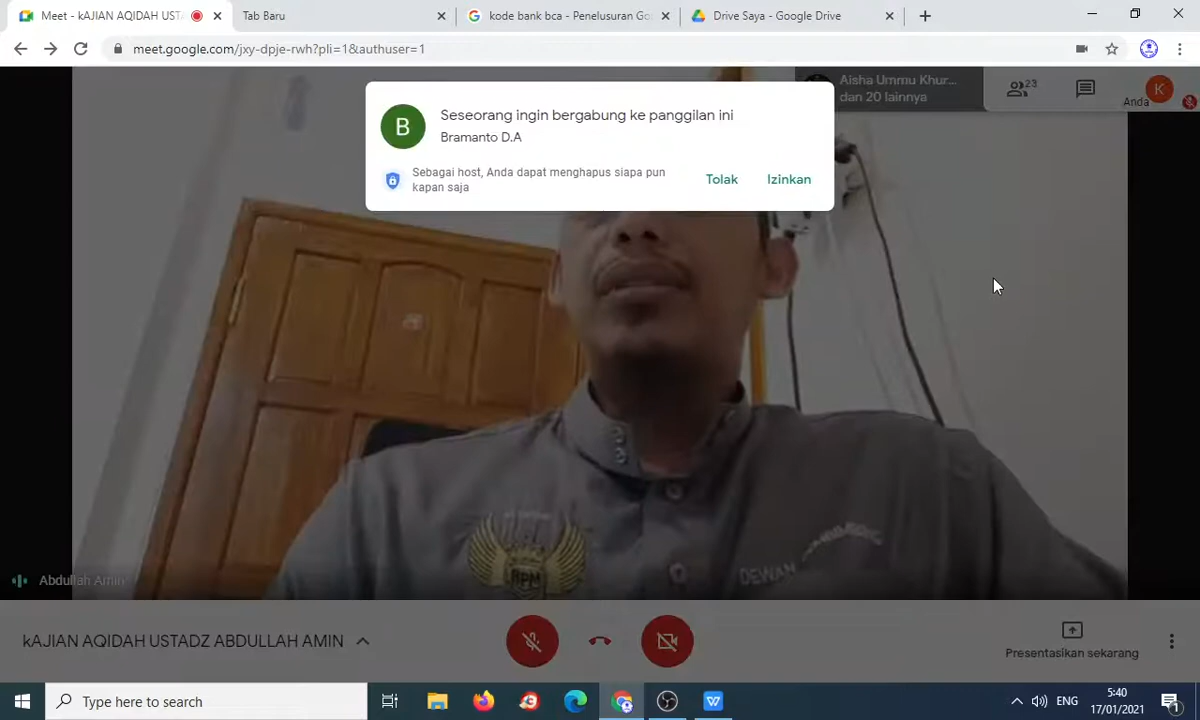 Meet - kAJIAN AQIDAH UST
Tab Baru
kode bank bca - Penelusuran Go
Drive Saya - Google Drive
meet.google.com/jxy-dpje-rwh?pli=1&authuser=1
Aisha Ummu Khur...
dan 20 lainnya
23
K
Anda
B
Seseorang ingin bergabung ke panggilan ini
Bramanto D.A
Sebagai host, Anda dapat menghapus siapa pun
kapan saja
Tolak
Izinkan
RPM
DEWAN
Abdullah Amin
kAJIAN AQIDAH USTADZ ABDULLAH AMIN
Presentasikan sekarang
Type here to search
ENG
5:40
17/01/2021
1